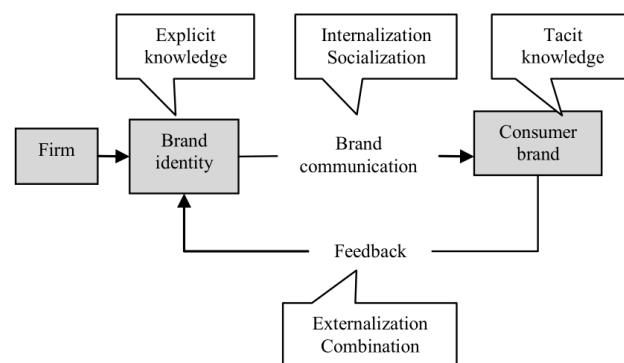 Explicit
knowledge
Internalization
Socialization
Tacit
knowledge
Firm
Brand
identity
Brand
communication
Consumer
brand
Feedback
Externalization
Combination